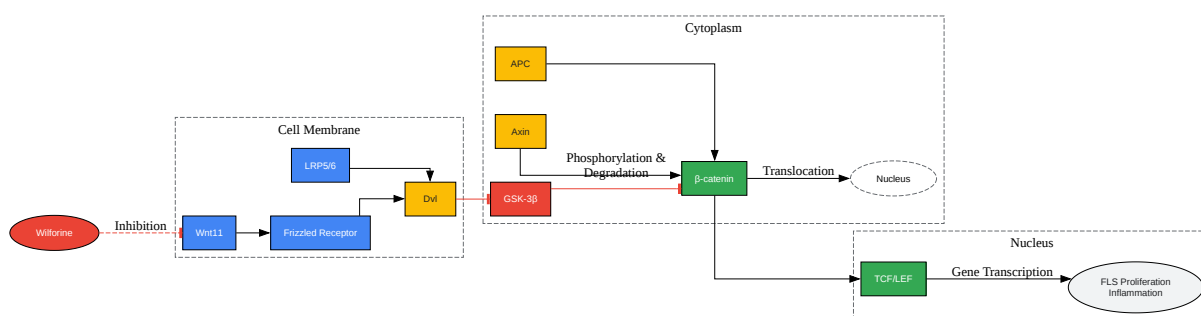 Cytoplasm
APC
Axin
Cell Membrane
Phosphorylation &
Degradation
LRP5/6
β-catenin
Translocation
Nucleus
Dvl
GSK-3β
Wilforine
Inhibition
Wnt11
Frizzled Receptor
Nucleus
TCF/LEF
Gene Transcription
FLS Proliferation
Inflammation